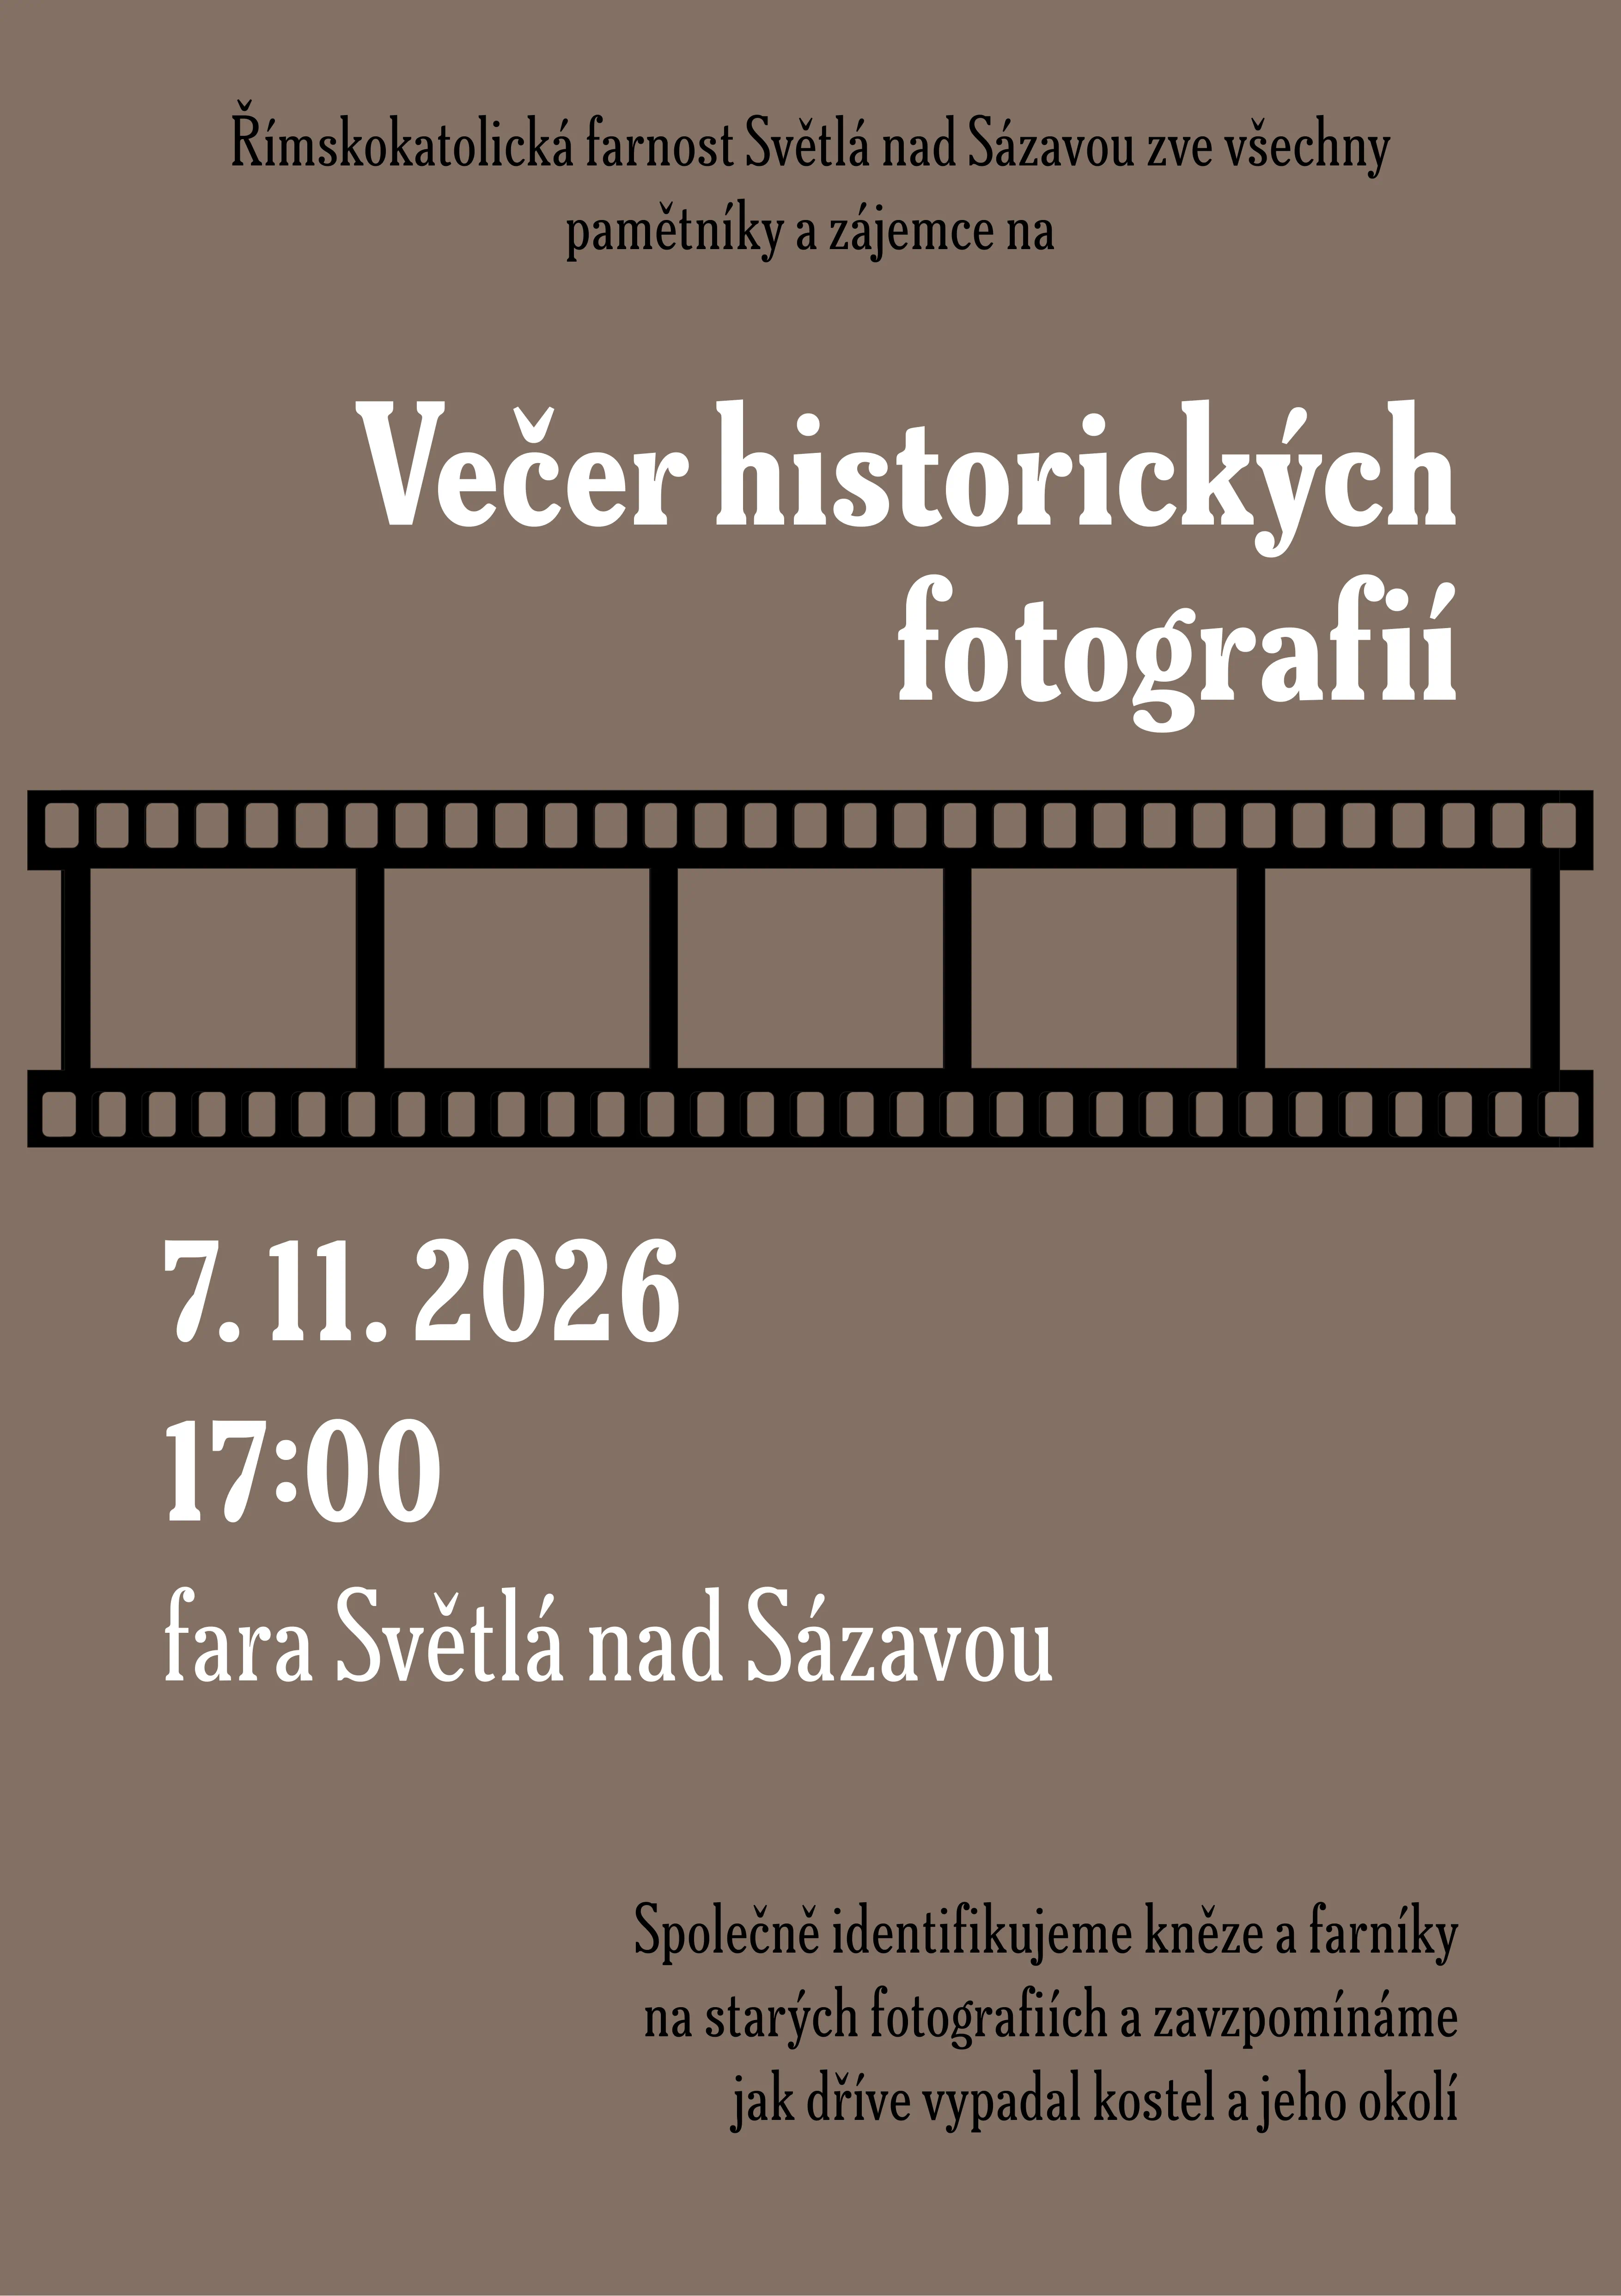 Římskokatolická farnost Světlá nad Sázavou zve všechny
pamětníky a zájemce na
Večer historických
fotografií
7. 11. 2026
17:00
fara Světlá nad Sázavou
Společně identifikujeme kněze a farníky
na starých fotografiích a zavzpomínáme
jak dříve vypadal kostel a jeho okolí